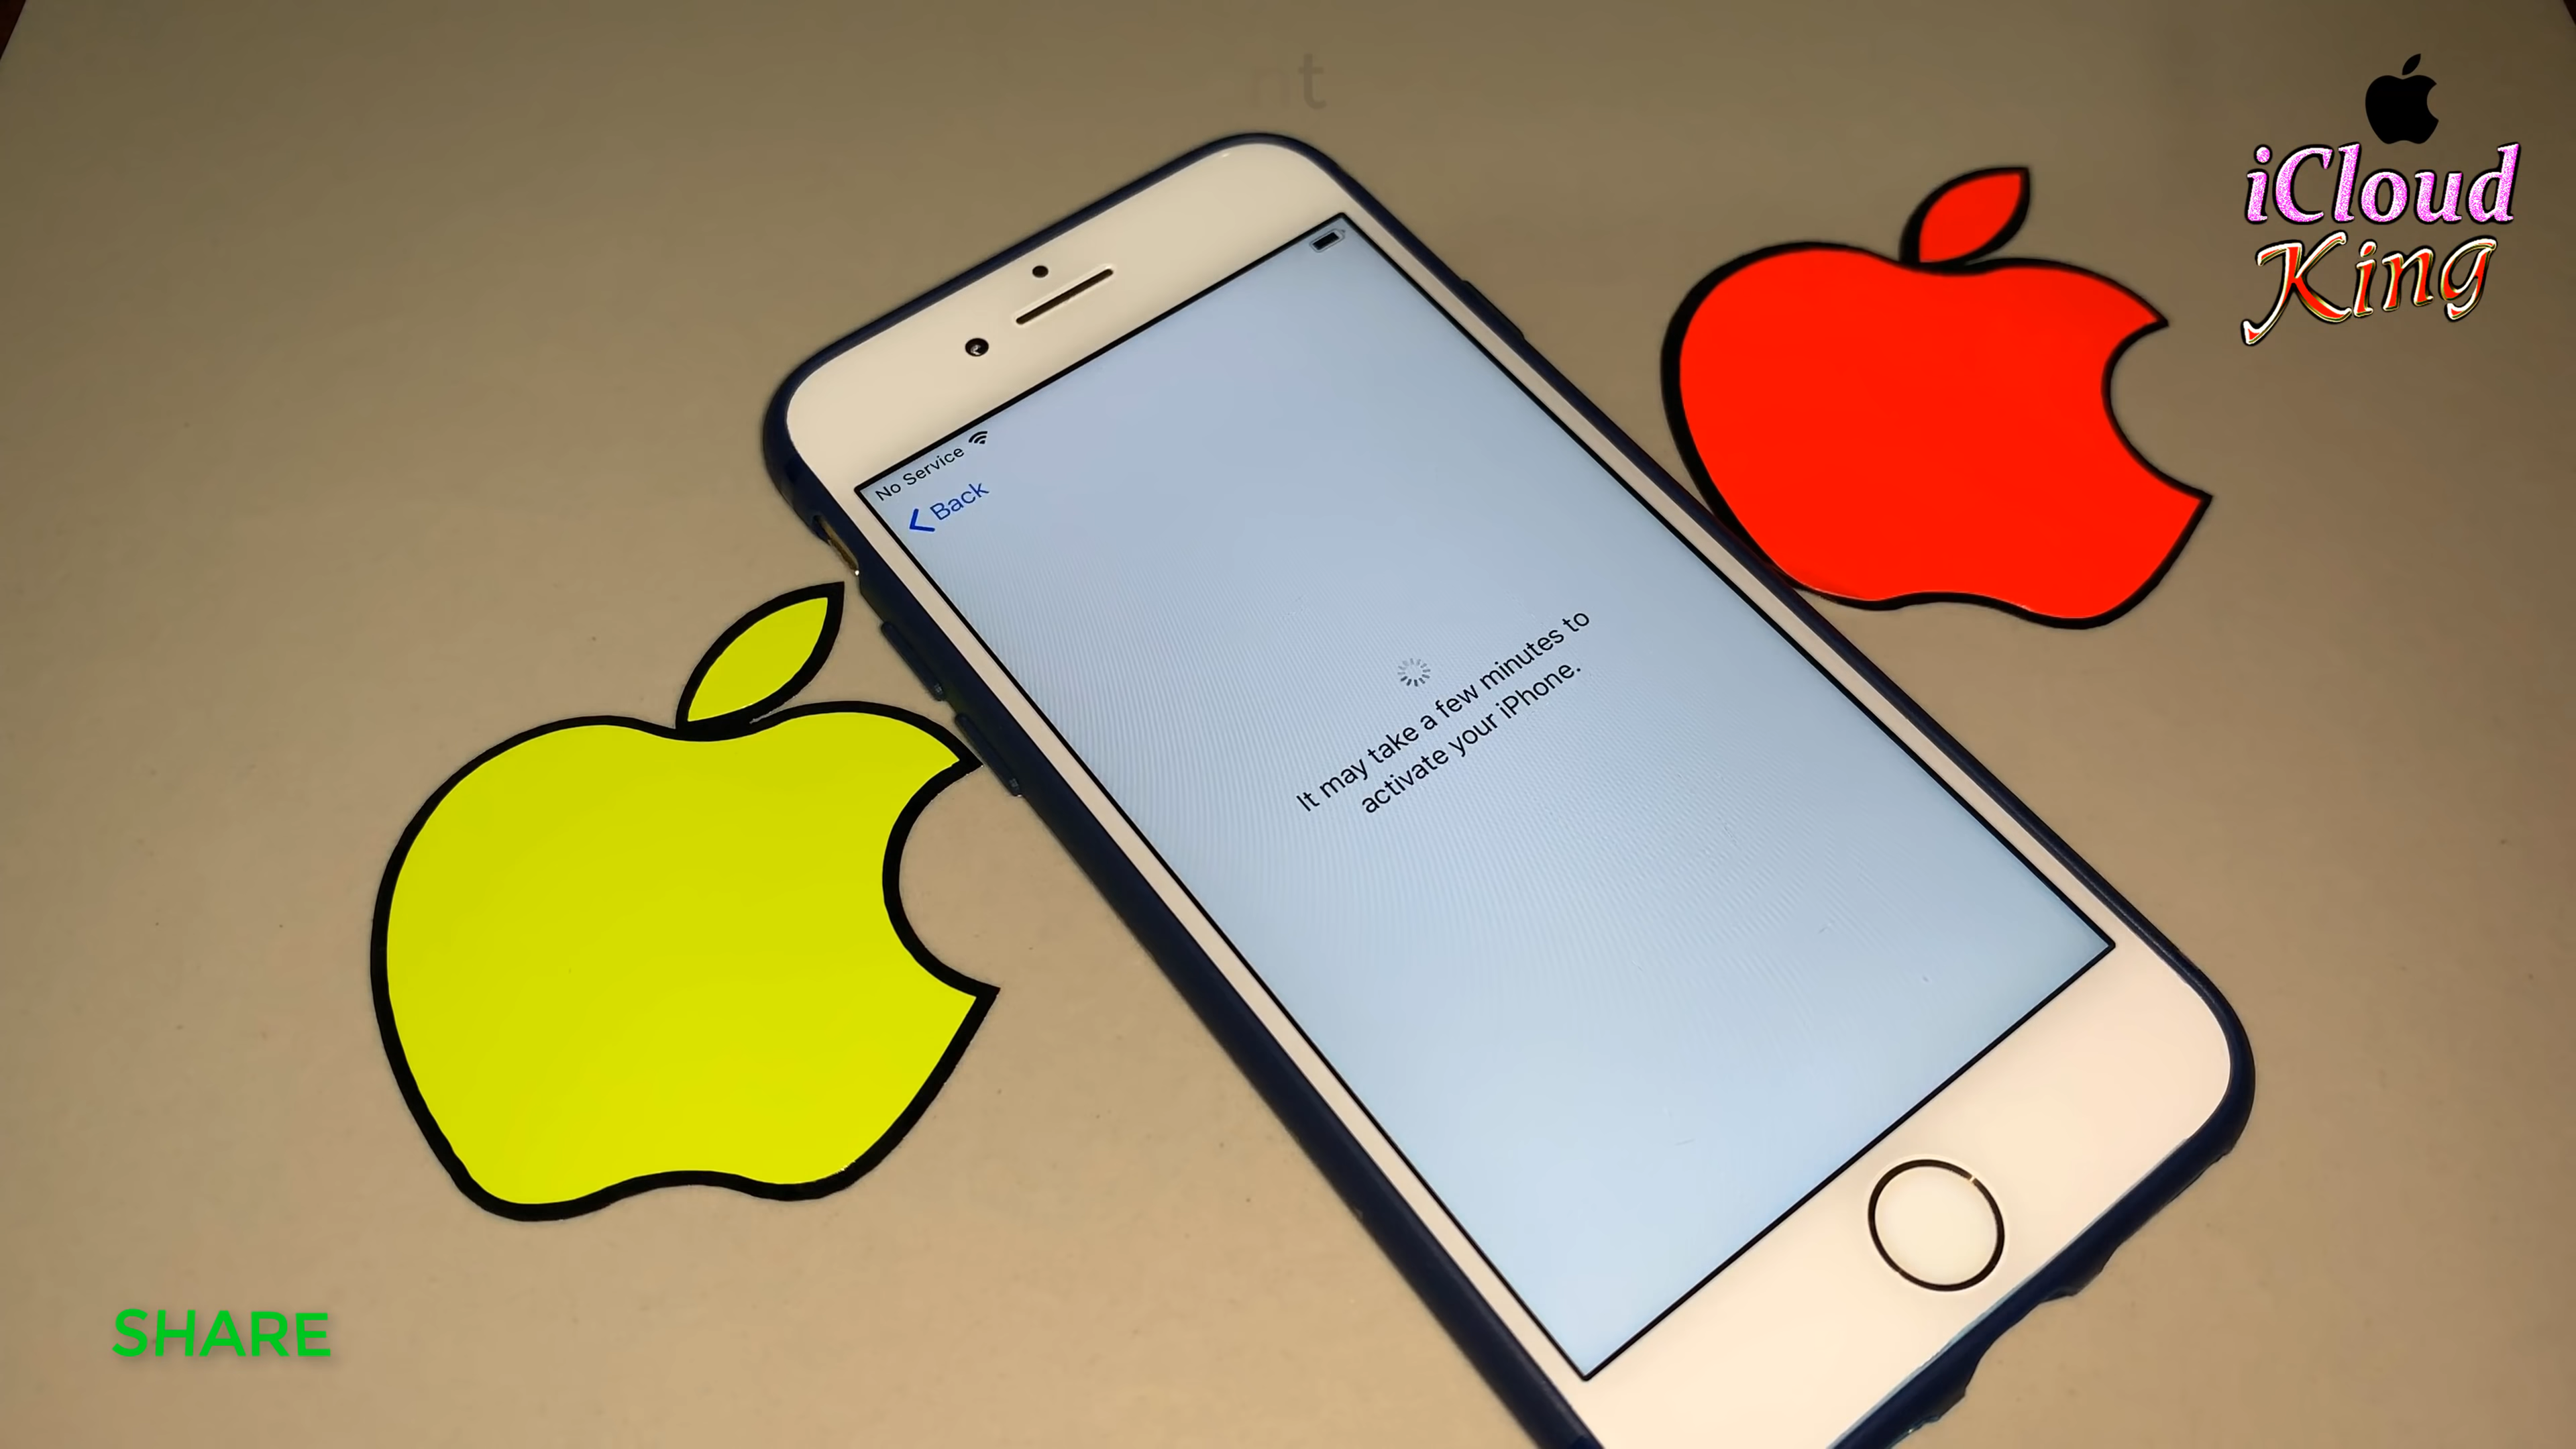 iCloud
King
No Service
Back
It may take a few minutes to
activate your iPhone.
SHARE